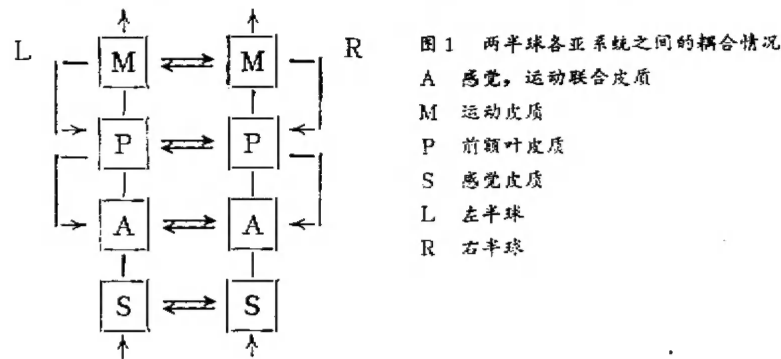 L M M R
P P
A A
S S
图1 两半球各亚系统之间的耦合情况
A 感觉，运动联合皮质
M 运动皮质
P 前额叶皮质
S 感觉皮质
L 左半球
R 右半球